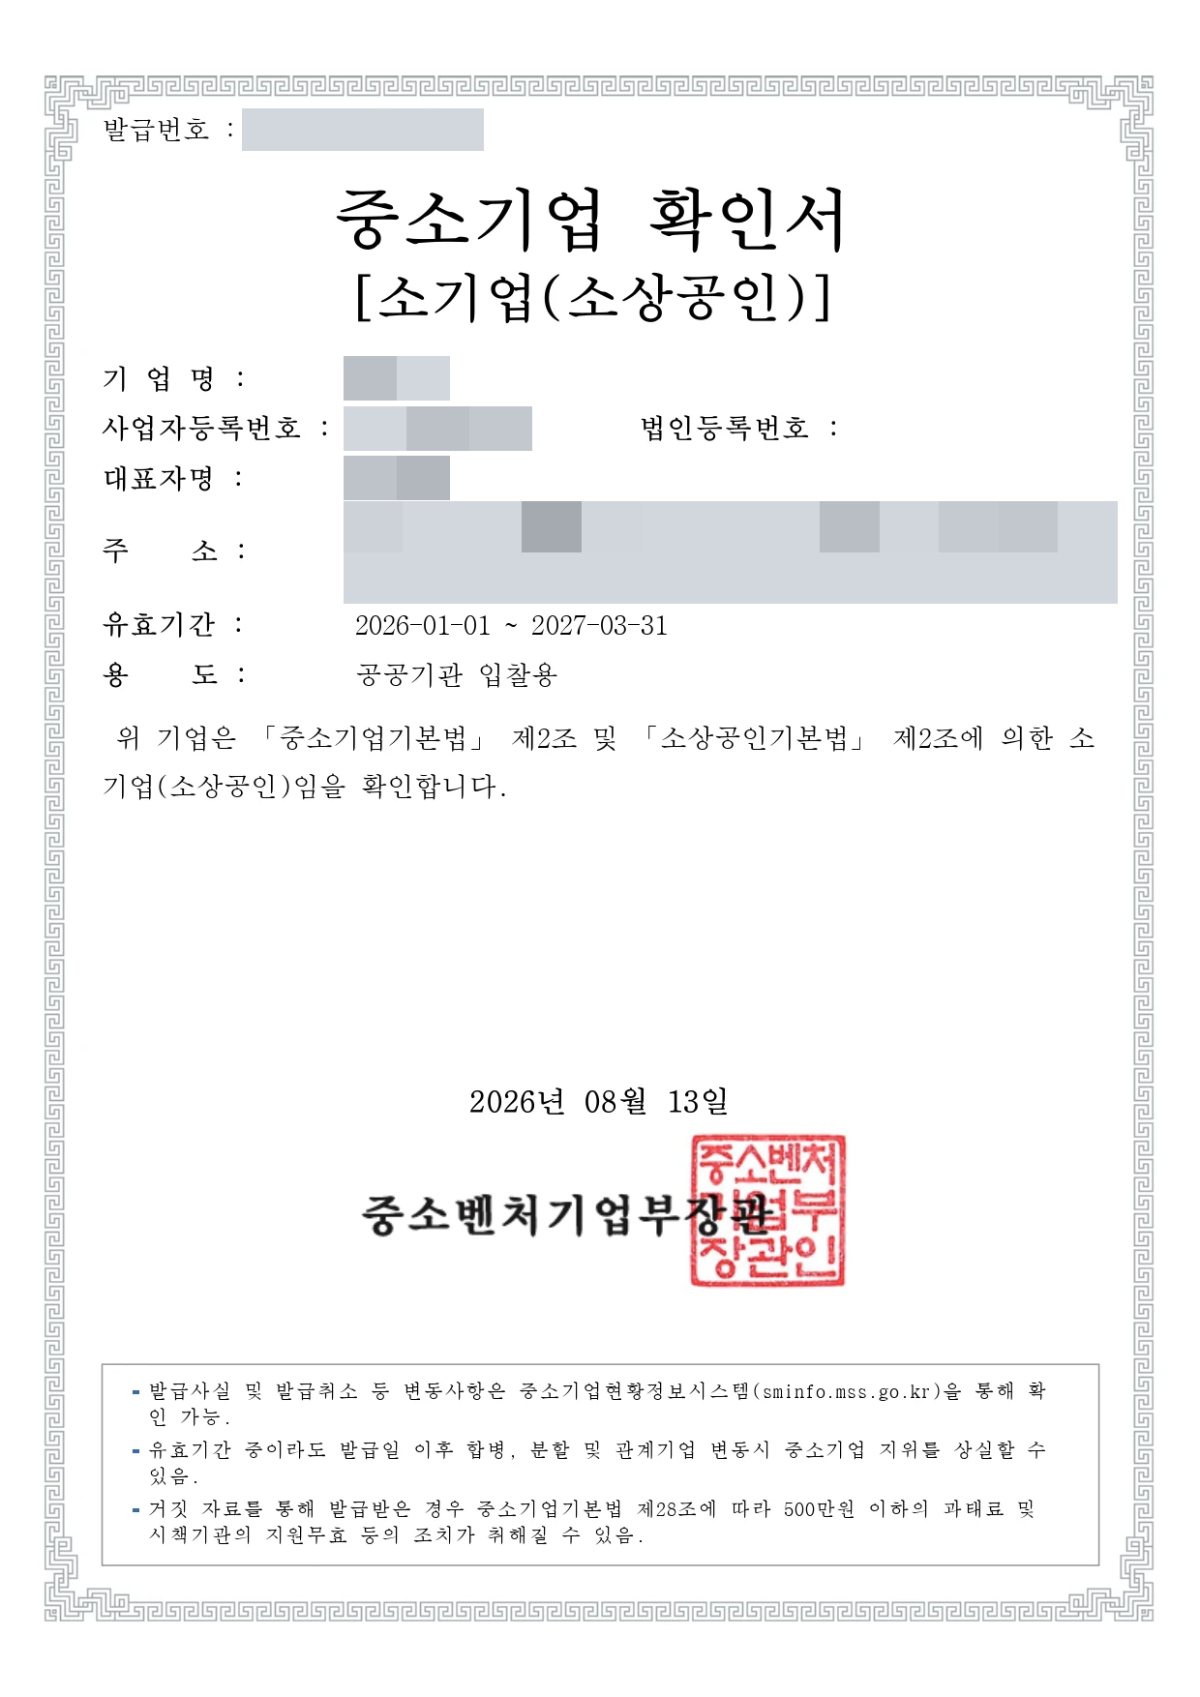 발급번호 :
중소기업 확인서
[소기업(소상공인)]
기 업 명 :
사업자등록번호 : 법인등록번호 :
대표자명 :
주 소 :
유효기간 : 2026-01-01 ~ 2027-03-31
용 도 : 공공기관 입찰용
위 기업은 「중소기업기본법」 제2조 및 「소상공인기본법」 제2조에 의한 소
기업(소상공인)임을 확인합니다.
2026년 08월 13일
중소벤처기업부장관
중소벤처
기업부
장관인
- 발급사실 및 발급취소 등 변동사항은 중소기업현황정보시스템(sminfo.mss.go.kr)을 통해 확
인 가능.
- 유효기간 중이라도 발급일 이후 합병, 분할 및 관계기업 변동시 중소기업 지위를 상실할 수
있음.
- 거짓 자료를 통해 발급받은 경우 중소기업기본법 제28조에 따라 500만원 이하의 과태료 및
시책기관의 지원무효 등의 조치가 취해질 수 있음.